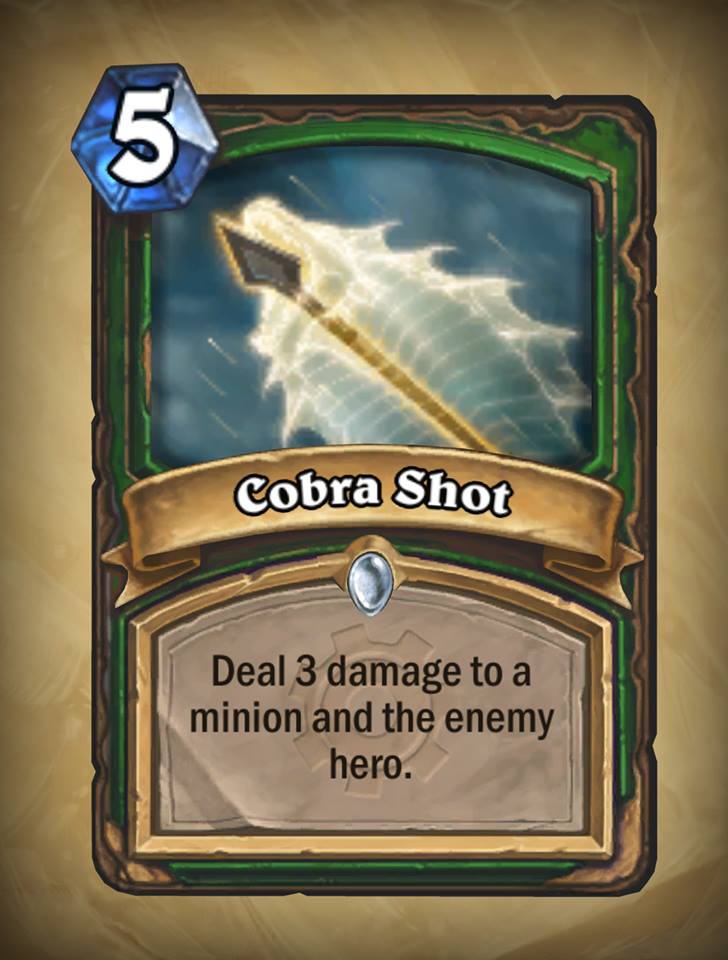 5
Cobra Shot
Deal 3 damage to a
minion and the enemy
hero.